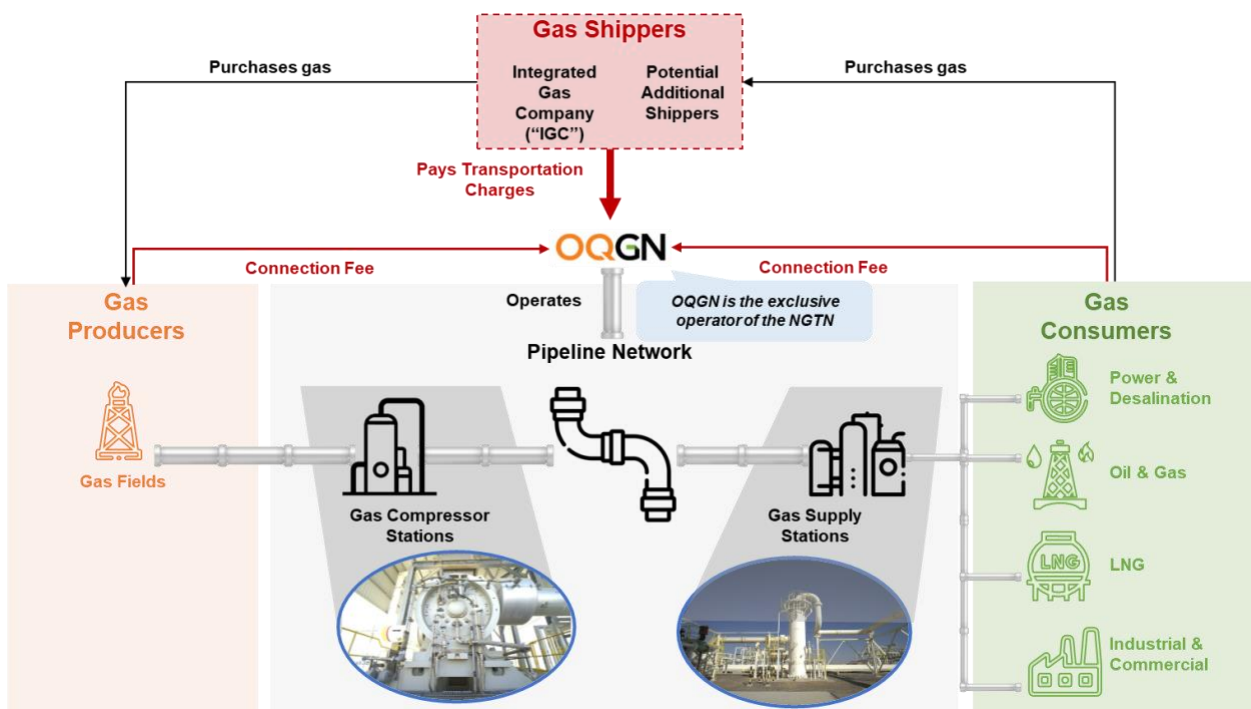 Gas Shippers
Integrated
Gas
Company
(“IGC”)
Potential
Additional
Shippers
Purchases gas
Purchases gas
Pays Transportation
Charges
OQGN
Connection Fee
Connection Fee
Operates
OQGN is the exclusive
operator of the NGTN
Pipeline Network
Gas
Producers
Gas Fields
Gas Compressor
Stations
Gas Supply
Stations
Gas
Consumers
Power &
Desalination
Oil & Gas
LNG
LNG
Industrial &
Commercial